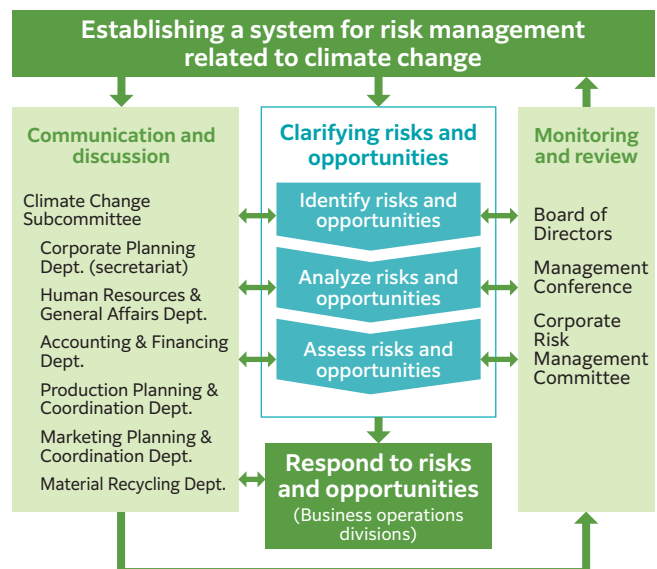 Establishing a system for risk management
related to climate change
Communication and
discussion
Climate Change
Subcommittee
Corporate Planning
Dept. (secretariat)
Human Resources &
General Affairs Dept.
Accounting & Financing
Dept.
Production Planning &
Coordination Dept.
Marketing Planning &
Coordination Dept.
Material Recycling Dept.
Clarifying risks and
opportunities
Identify risks and
opportunities
Analyze risks and
opportunities
Assess risks and
opportunities
Respond to risks
and opportunities
(Business operations
divisions)
Monitoring
and review
Board of
Directors
Management
Conference
Corporate
Risk
Management
Committee